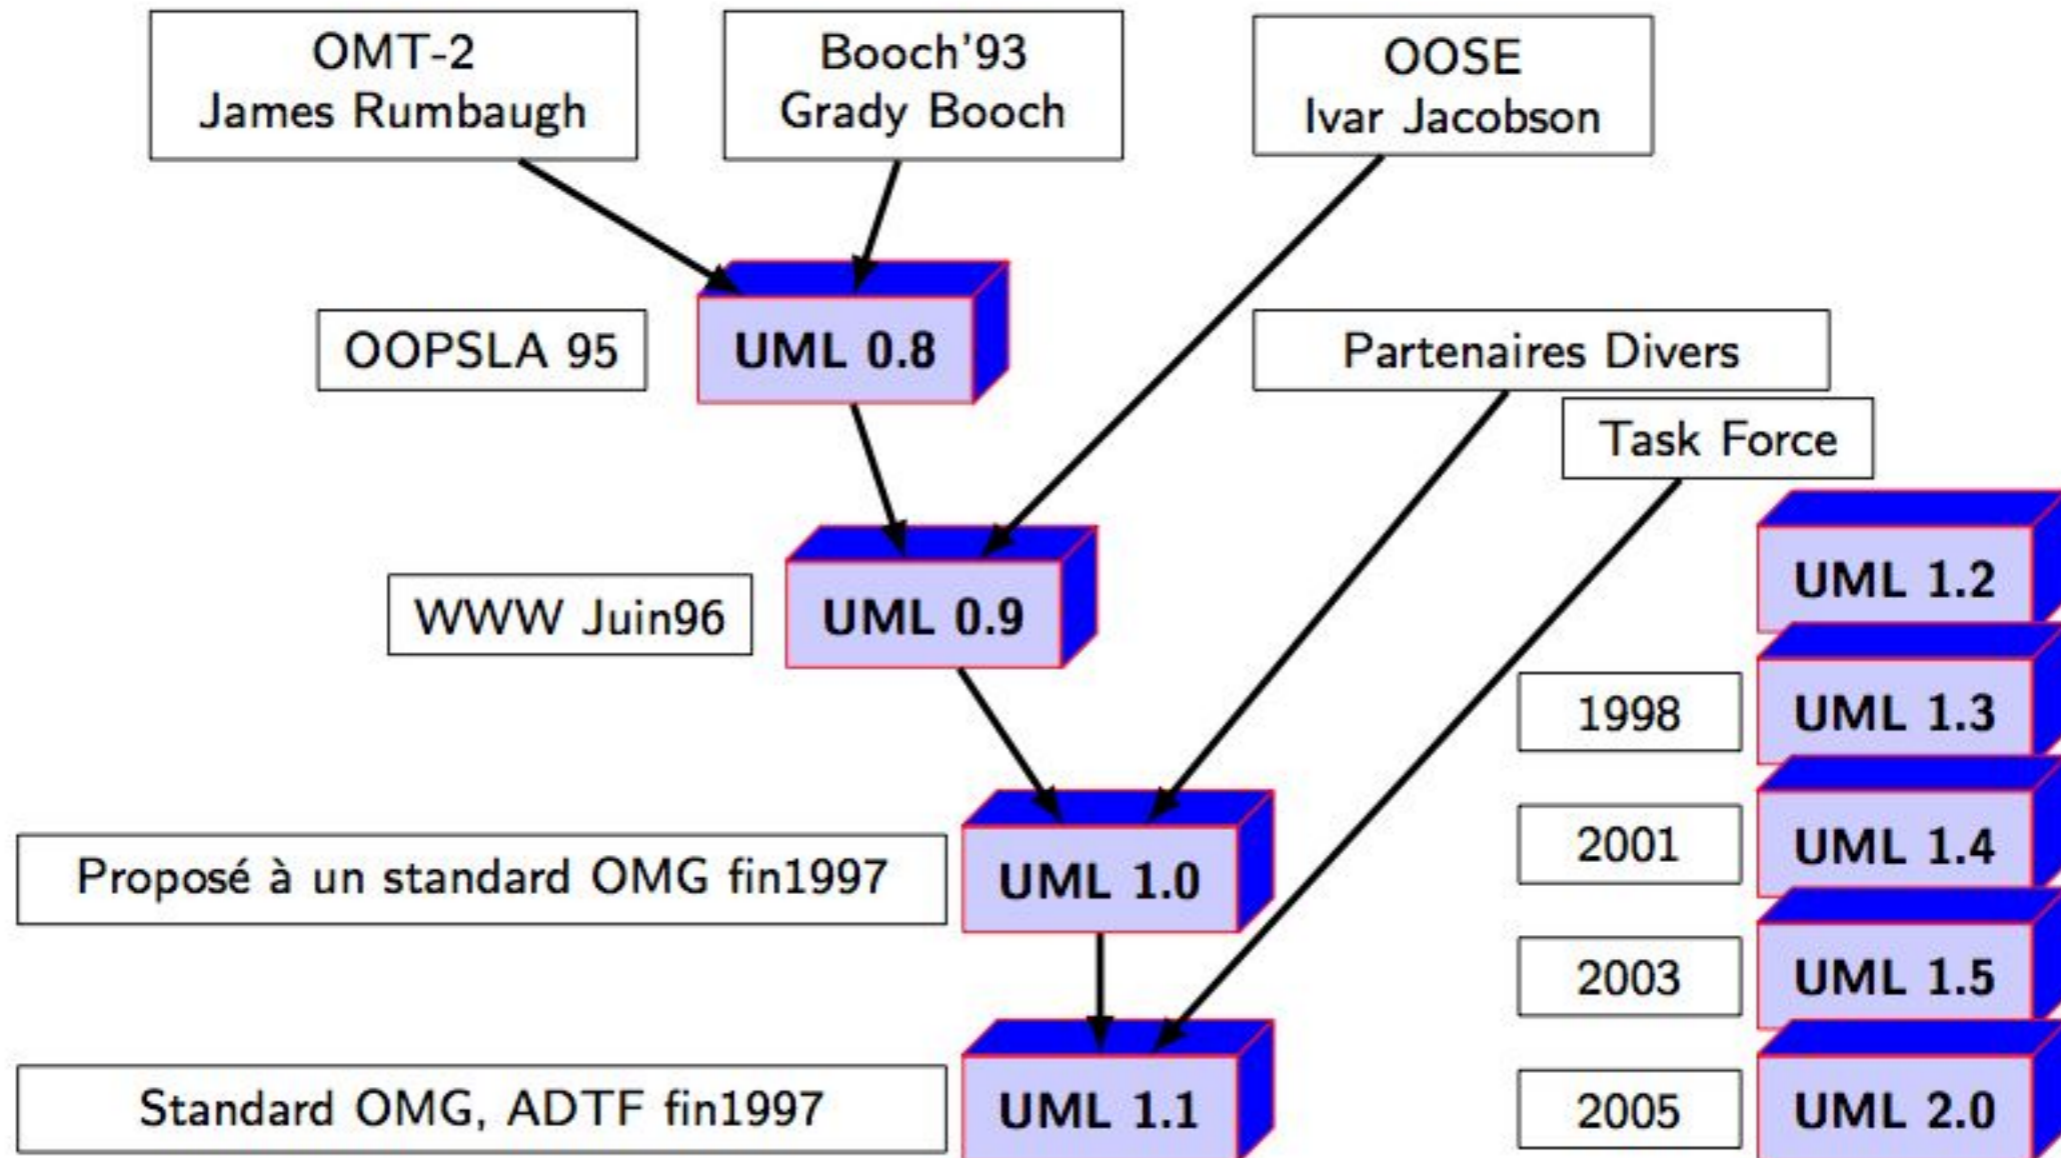 OMT-2
James Rumbaugh
Booch'93
Grady Booch
OOSE
Ivar Jacobson
OOPSLA 95
UML 0.8
Partenaires Divers
Task Force
WWW Juin96
UML 0.9
UML 1.2
1998
UML 1.3
Proposé à un standard OMG fin1997
UML 1.0
2001
UML 1.4
2003
UML 1.5
Standard OMG, ADTF fin1997
UML 1.1
2005
UML 2.0